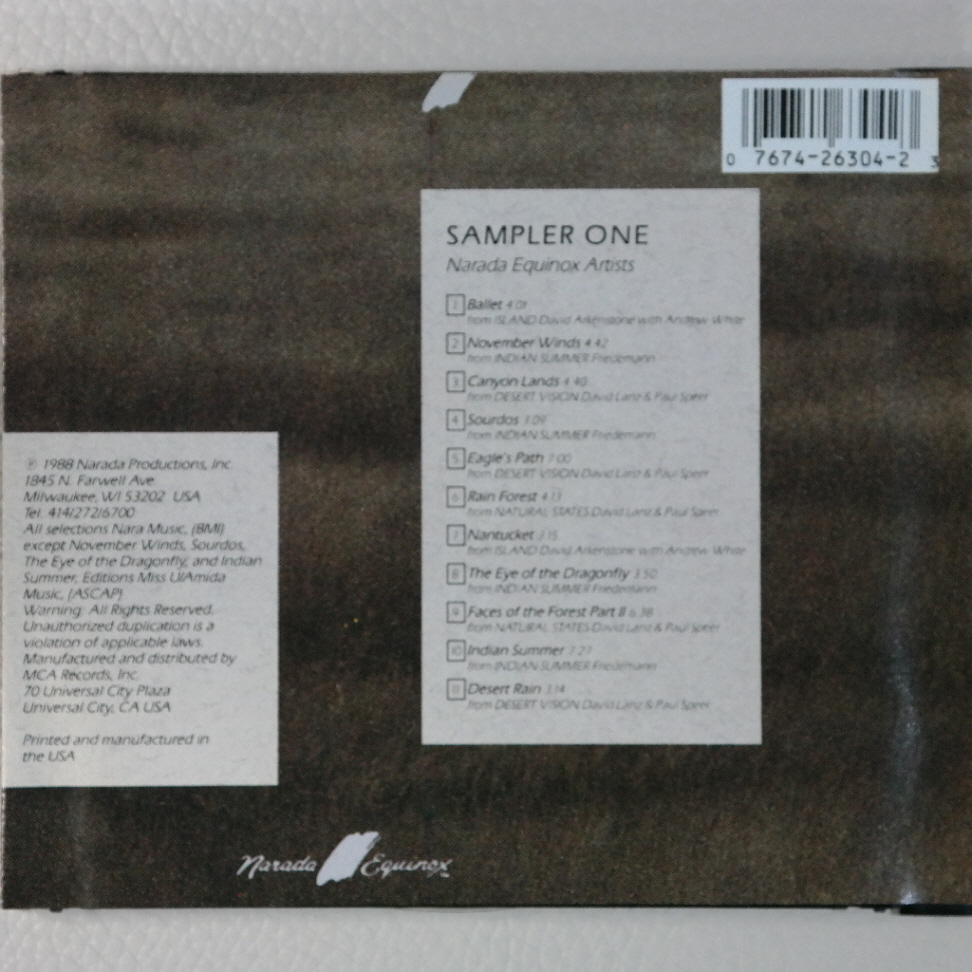 0 7674-26304-2 3
SAMPLER ONE
Narada Equinox Artists
1 Ballet 4:01
from ISLAND David Arkenstone with Andrew White
2 November Winds 4:42
from INDIAN SUMMER Friedemann
3 Canyon Lands 4:40
from DESERT VISION David Lanz & Paul Speer
4 Sourdos 3:09
from INDIAN SUMMER Friedemann
5 Eagle's Path 7:00
from DESERT VISION David Lanz & Paul Speer
6 Rain Forest 4:13
from NATURAL STATES David Lanz & Paul Speer
7 Nantucket 3:15
from ISLAND David Arkenstone with Andrew White
8 The Eye of the Dragonfly 3:50
from INDIAN SUMMER Friedemann
9 Faces of the Forest Part II 6:38
from NATURAL STATES David Lanz & Paul Speer
10 Indian Summer 7:27
from INDIAN SUMMER Friedemann
11 Desert Rain 3:14
from DESERT VISION David Lanz & Paul Speer
℗ 1988 Narada Productions, Inc.
1845 N. Farwell Ave.
Milwaukee, WI 53202 USA
Tel. 414/272/6700
All selections Nara Music, (BMI)
except November Winds, Sourdos,
The Eye of the Dragonfly, and Indian
Summer, Editions Miss U/Amida
Music, (ASCAP).
Warning: All Rights Reserved.
Unauthorized duplication is a
violation of applicable laws.
Manufactured and distributed by
MCA Records, Inc.
70 Universal City Plaza
Universal City, CA USA
Printed and manufactured in
the USA
Narada Equinox